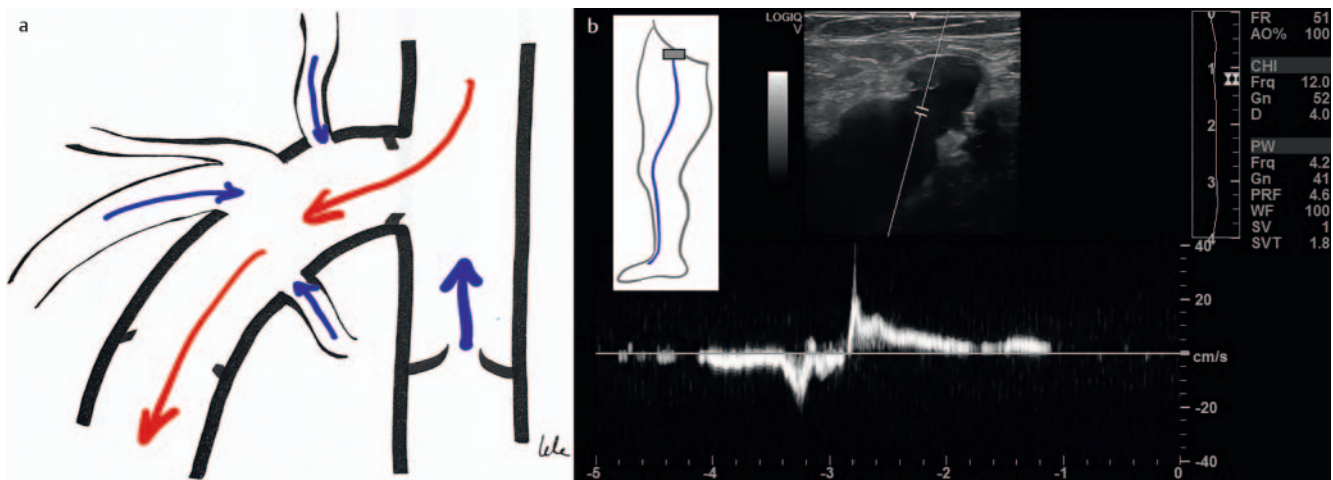 a
b
LOGIQ
V
0
1
2
3
4
FR 51
AO% 100
CHI
Frq 12.0
Gn 52
D 4.0
PW
Frq 4.2
Gn 41
PRF 4.6
WF 100
SV 1
SVT 1.8
40
20
cm/s
-20
-40
-5 -4 -3 -2 -1 0